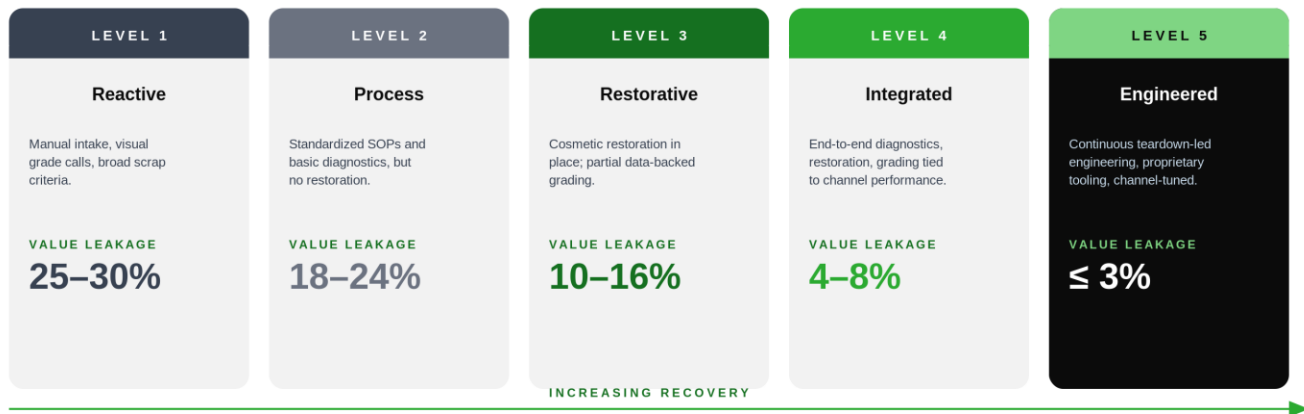 LEVEL 1
Reactive
Manual intake, visual
grade calls, broad scrap
criteria.
VALUE LEAKAGE
25–30%
LEVEL 2
Process
Standardized SOPs and
basic diagnostics, but
no restoration.
VALUE LEAKAGE
18–24%
LEVEL 3
Restorative
Cosmetic restoration in
place; partial data-backed
grading.
VALUE LEAKAGE
10–16%
LEVEL 4
Integrated
End-to-end diagnostics,
restoration, grading tied
to channel performance.
VALUE LEAKAGE
4–8%
LEVEL 5
Engineered
Continuous teardown-led
engineering, proprietary
tooling, channel-tuned.
VALUE LEAKAGE
≤ 3%
INCREASING RECOVERY